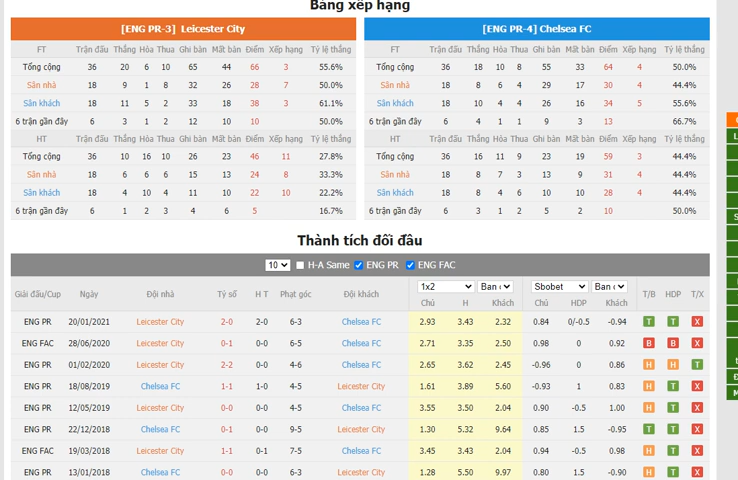 Bảng xếp hạng
[ENG PR-3] Leicester City [ENG PR-4] Chelsea FC
FT Trận đấu Thắng Hòa Thua Ghi bàn Mất bàn Điểm Xếp hạng Tỷ lệ thắng FT Trận đấu Thắng Hòa Thua Ghi bàn Mất bàn Điểm Xếp hạng Tỷ lệ thắng
Tổng cộng 36 20 6 10 65 44 66 3 55.6% Tổng cộng 36 18 10 8 55 33 64 4 50.0%
Sân nhà 18 9 1 8 32 26 28 7 50.0% Sân nhà 18 8 6 4 29 17 30 4 44.4%
Sân khách 18 11 5 2 33 18 38 3 61.1% Sân khách 18 10 4 4 26 16 34 5 55.6%
6 trận gần đây 6 3 1 2 12 10 10 50.0% 6 trận gần đây 6 4 1 1 9 3 13 66.7%
HT Trận đấu Thắng Hòa Thua Ghi bàn Mất bàn Điểm Xếp hạng Tỷ lệ thắng HT Trận đấu Thắng Hòa Thua Ghi bàn Mất bàn Điểm Xếp hạng Tỷ lệ thắng
Tổng cộng 36 10 16 10 26 23 46 11 27.8% Tổng cộng 36 16 11 9 23 19 59 3 44.4%
Sân nhà 18 6 6 6 15 13 24 8 33.3% Sân nhà 18 8 7 3 13 9 31 4 44.4%
Sân khách 18 4 10 4 11 10 22 10 22.2% Sân khách 18 8 4 6 10 10 28 4 44.4%
6 trận gần đây 6 1 2 3 4 6 5 16.7% 6 trận gần đây 6 3 1 2 5 2 10 50.0%
Thành tích đối đầu
10 H-A Same ENG PR ENG FAC
Giải đấu/Cup Ngày Đội nhà Tỷ số H T Phạt góc Đội khách 1x2 Ban Sbobet Ban T/B HDP T/X
Chủ H Khách Chủ HDP Khách
ENG PR 20/01/2021 Leicester City 2-0 2-0 6-3 Chelsea FC 2.93 3.43 2.32 0.84 0/-0.5 -0.94 T T X
ENG FAC 28/06/2020 Leicester City 0-1 0-0 6-5 Chelsea FC 2.71 3.35 2.50 0.98 0 0.92 B B X
ENG PR 01/02/2020 Leicester City 2-2 0-0 4-6 Chelsea FC 2.65 3.62 2.45 -0.96 0 0.86 H H T
ENG PR 18/08/2019 Chelsea FC 1-1 1-0 4-5 Leicester City 1.61 3.89 5.60 -0.93 1 0.83 H T X
ENG PR 12/05/2019 Leicester City 0-0 0-0 4-5 Chelsea FC 3.55 3.50 2.04 0.90 -0.5 1.00 H T X
ENG PR 22/12/2018 Chelsea FC 0-1 0-0 9-5 Leicester City 1.30 5.32 9.64 0.85 1.5 -0.95 T T X
ENG FAC 19/03/2018 Leicester City 1-1 0-1 7-5 Chelsea FC 3.45 3.43 2.04 0.94 -0.5 0.98 H T X
ENG PR 13/01/2018 Chelsea FC 0-0 0-0 6-3 Leicester City 1.28 5.50 9.97 0.80 1.5 -0.90 H T X